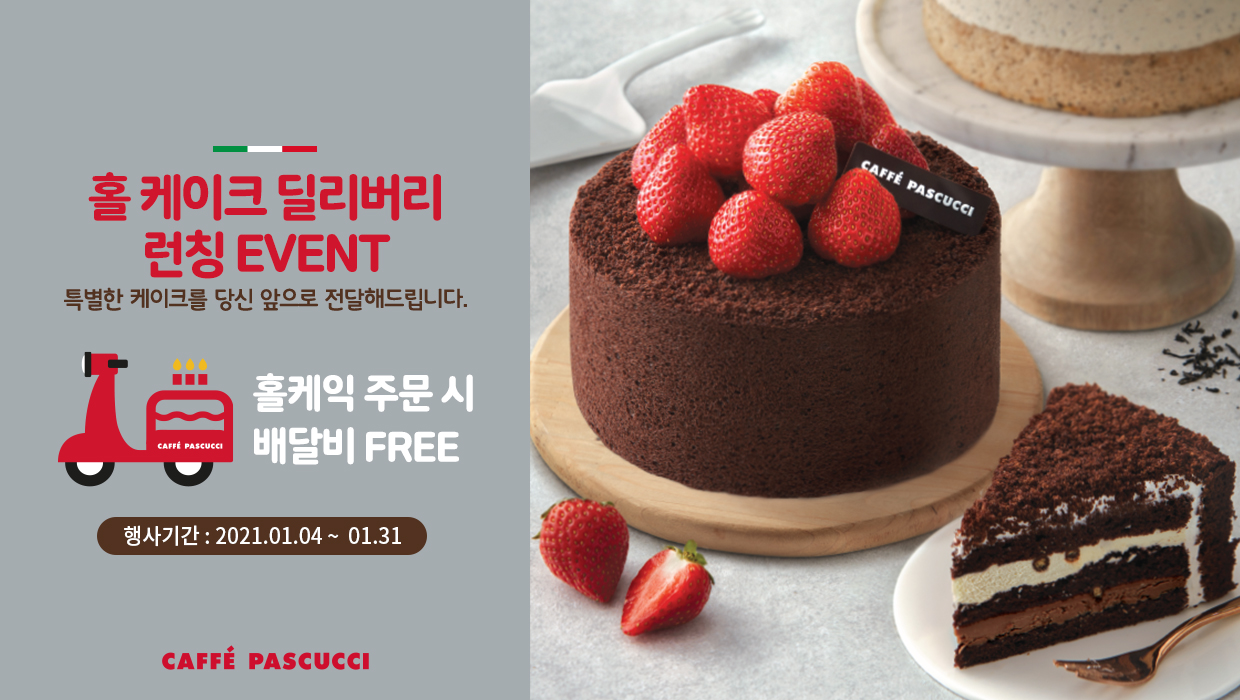 홀 케이크 딜리버리
런칭 EVENT
특별한 케이크를 당신 앞으로 전달해드립니다.
CAFFÉ PASCUCCI
홀케익 주문 시
배달비 FREE
행사기간 : 2021.01.04 ~ 01.31
CAFFÉ PASCUCCI
CAFFÉ PASCUCCI